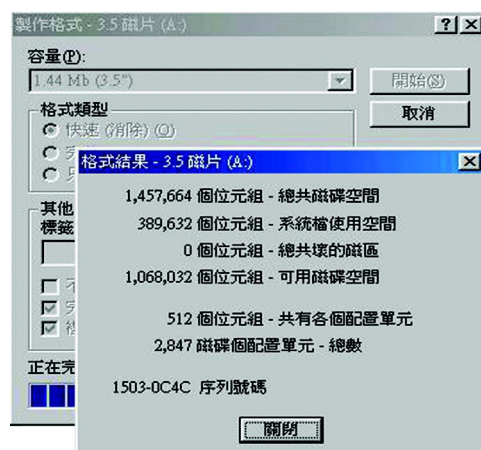 製作格式 - 3.5 磁片 (A:)
容量(P):
1.44 Mb (3.5")
開始(S)
取消
格式類型
快速 (消除) (Q)
格式結果 - 3.5 磁片 (A:)
1,457,664 個位元組 - 總共磁碟空間
389,632 個位元組 - 系統檔使用空間
0 個位元組 - 總共壞的磁區
1,068,032 個位元組 - 可用磁碟空間
512 個位元組 - 共有各個配置單元
2,847 磁碟個配置單元 - 總數
1503-0C4C 序列號碼
關閉
其他
標籤
正在完